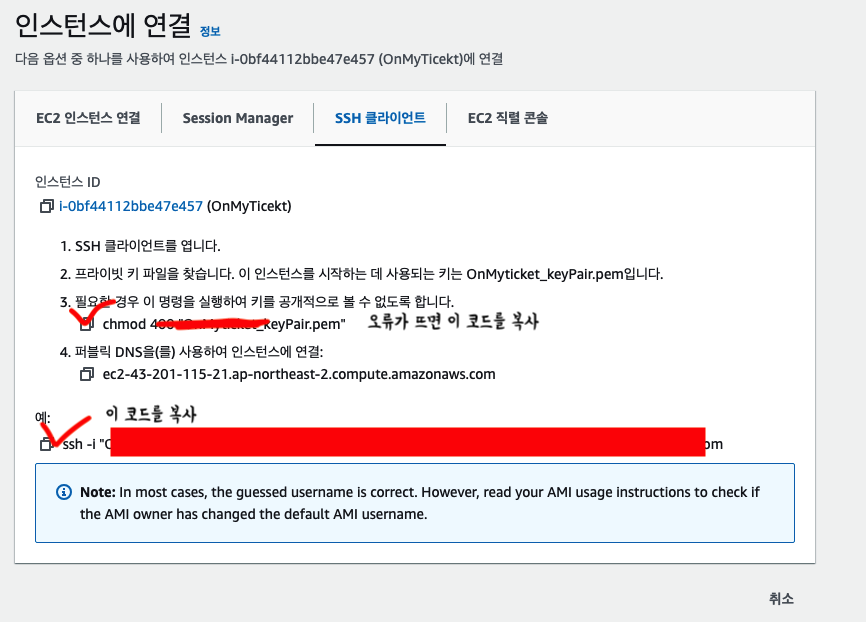 인스턴스에 연결 정보
다음 옵션 중 하나를 사용하여 인스턴스 i-0bf44112bbe47e457 (OnMyTicekt)에 연결
EC2 인스턴스 연결 Session Manager SSH 클라이언트 EC2 직렬 콘솔
인스턴스 ID
i-0bf44112bbe47e457 (OnMyTicekt)
1. SSH 클라이언트를 엽니다.
2. 프라이빗 키 파일을 찾습니다. 이 인스턴스를 시작하는 데 사용되는 키는 OnMyticket_keyPair.pem입니다.
3. 필요한 경우 이 명령을 실행하여 키를 공개적으로 볼 수 없도록 합니다.
chmod 400 "OnMyticket_keyPair.pem" 오류가 뜨면 이 코드를 복사
4. 퍼블릭 DNS을(를) 사용하여 인스턴스에 연결:
ec2-43-201-115-21.ap-northeast-2.compute.amazonaws.com
예: 이 코드를 복사
ssh -i "O
Note: In most cases, the guessed username is correct. However, read your AMI usage instructions to check if
the AMI owner has changed the default AMI username.
취소